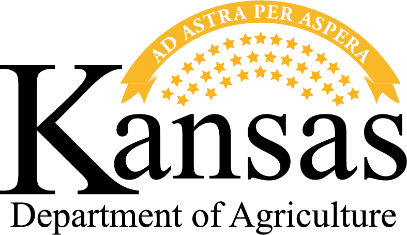 AD ASTRA PER ASPERA
Kansas
Department of Agriculture